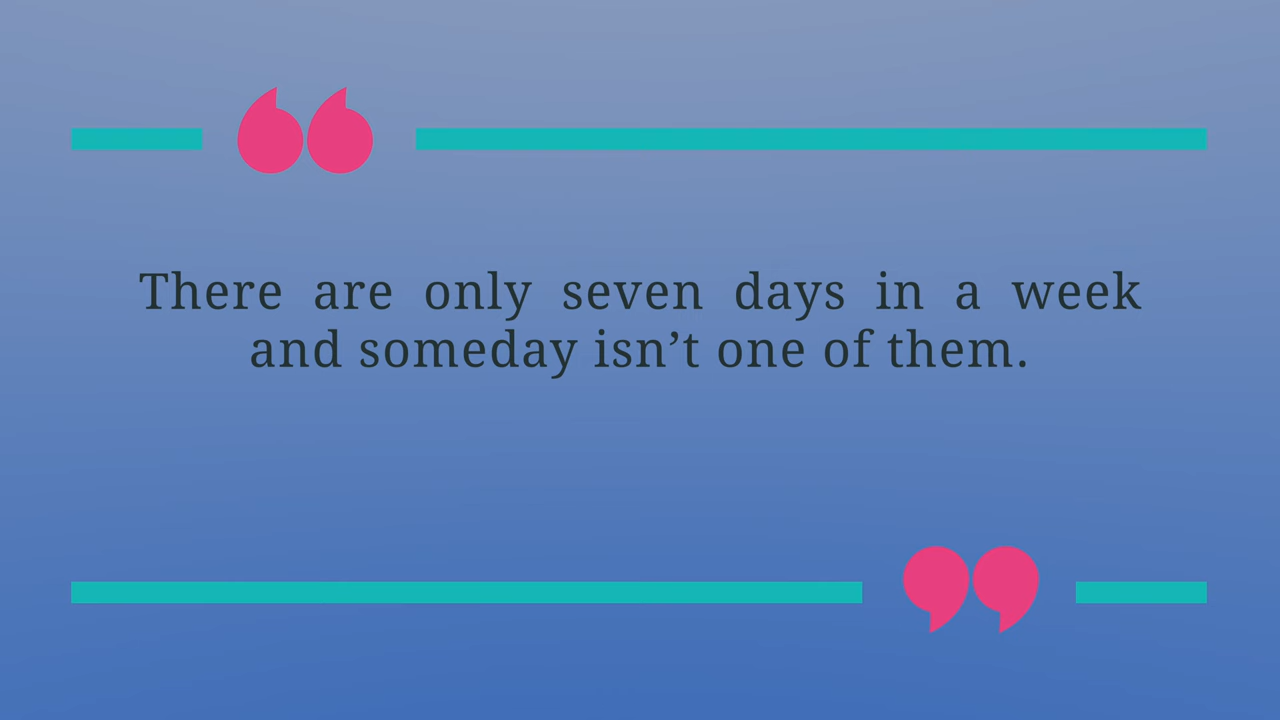 There are only seven days in a week
and someday isn’t one of them.